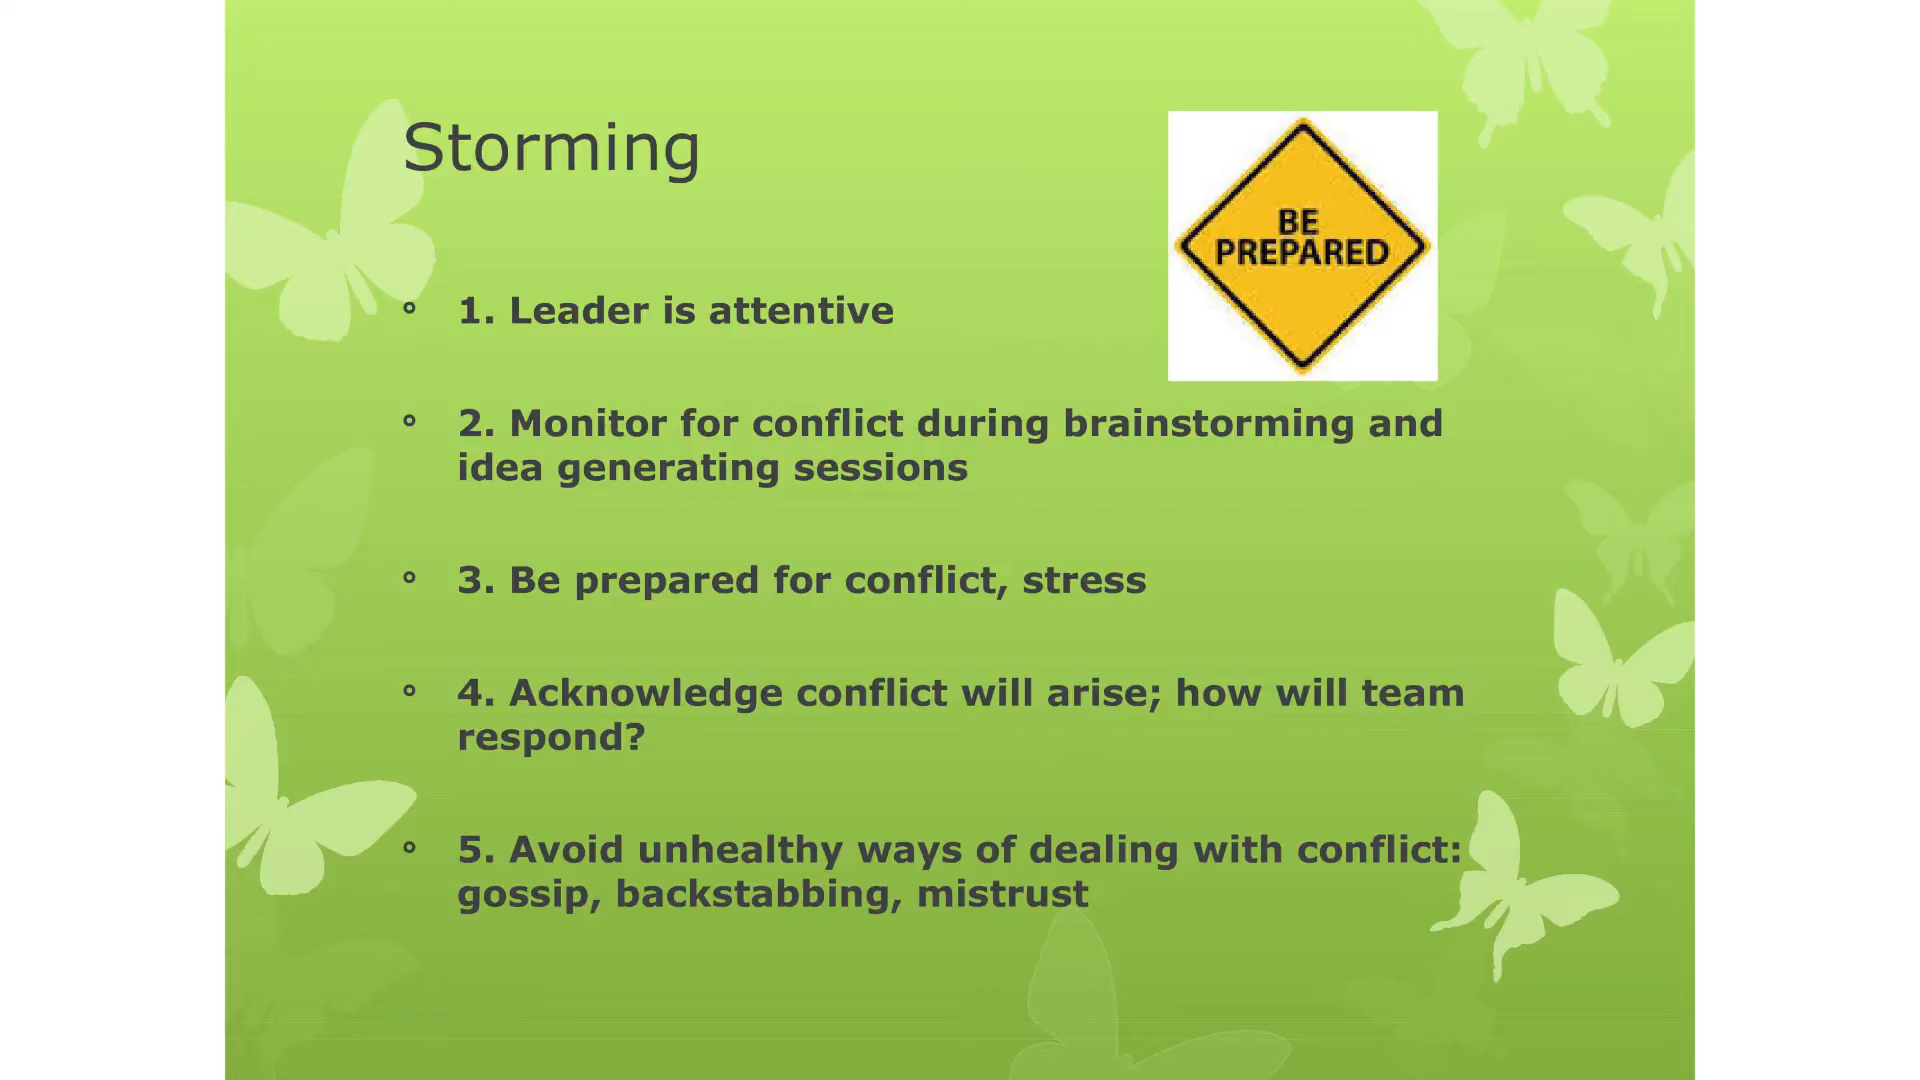 Storming
BE
PREPARED
1. Leader is attentive
2. Monitor for conflict during brainstorming and
idea generating sessions
3. Be prepared for conflict, stress
4. Acknowledge conflict will arise; how will team
respond?
5. Avoid unhealthy ways of dealing with conflict:
gossip, backstabbing, mistrust